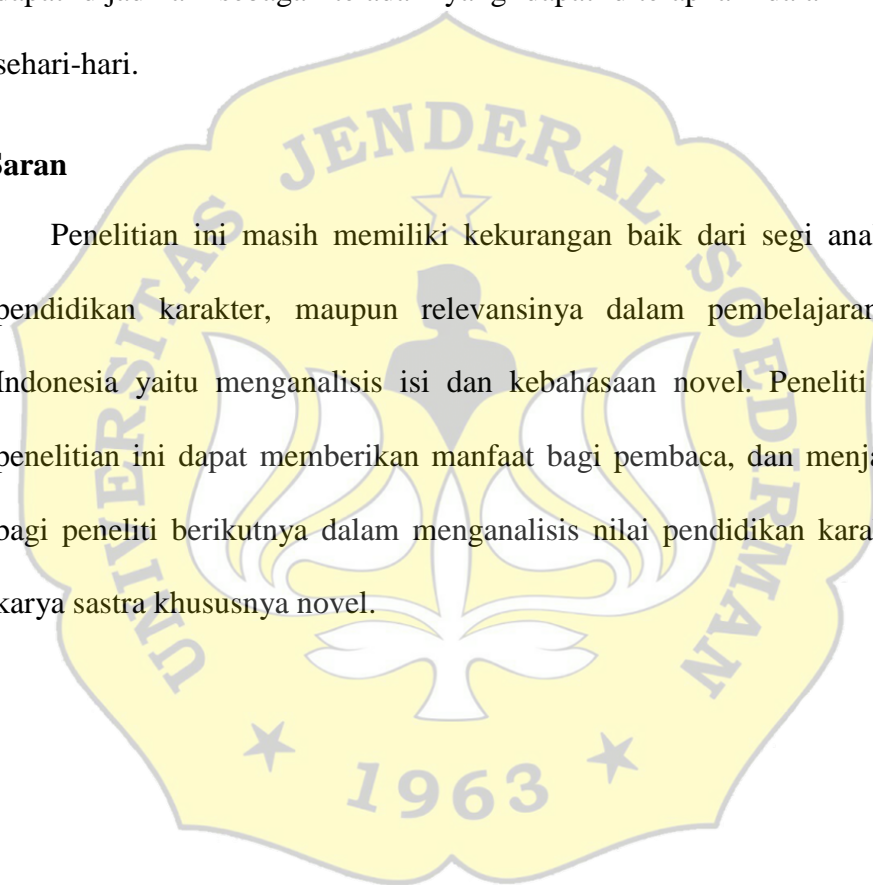 sehari-hari.
Saran
Penelitian ini masih memiliki kekurangan baik dari segi
pendidikan karakter, maupun relevansinya dalam pembelajaran
Indonesia yaitu menganalisis isi dan kebahasaan novel. Peneliti
penelitian ini dapat memberikan manfaat bagi pembaca, dan
bagi peneliti berikutnya dalam menganalisis nilai pendidikan
karya sastra khususnya novel.
UNIVERSITAS JENDERAL SOEDIRMAN
1963